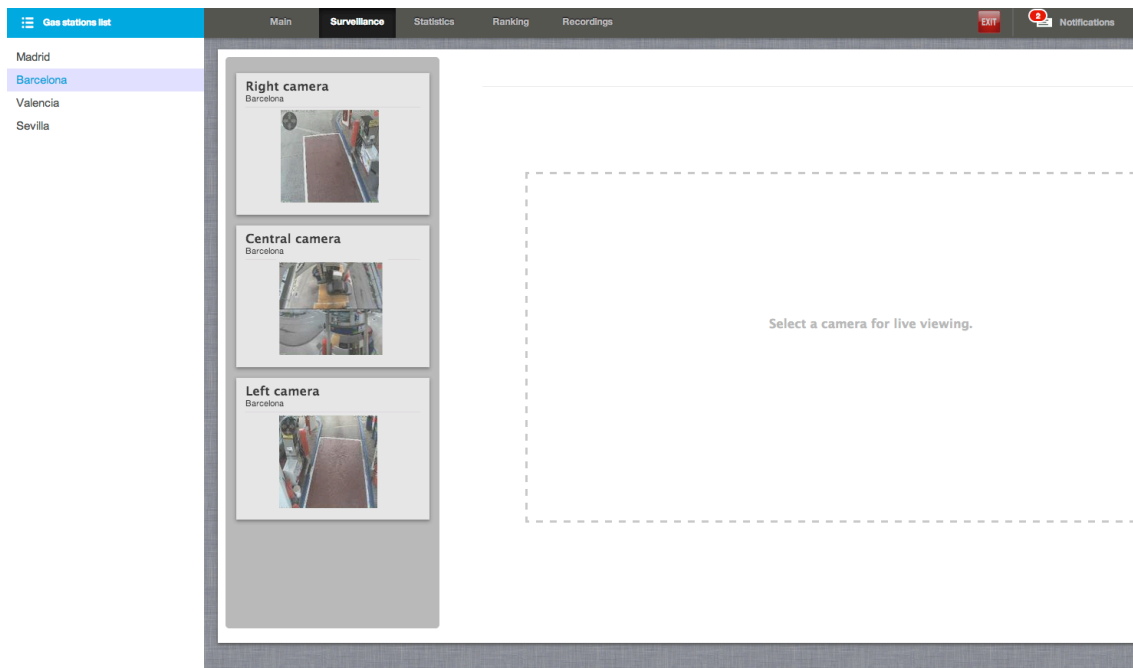 Gas stations list
Main
Surveillance
Statistics
Ranking
Recordings
EXIT
2
Notifications
Madrid
Barcelona
Valencia
Sevilla
Right camera
Barcelona
Central camera
Barcelona
Left camera
Barcelona
Select a camera for live viewing.